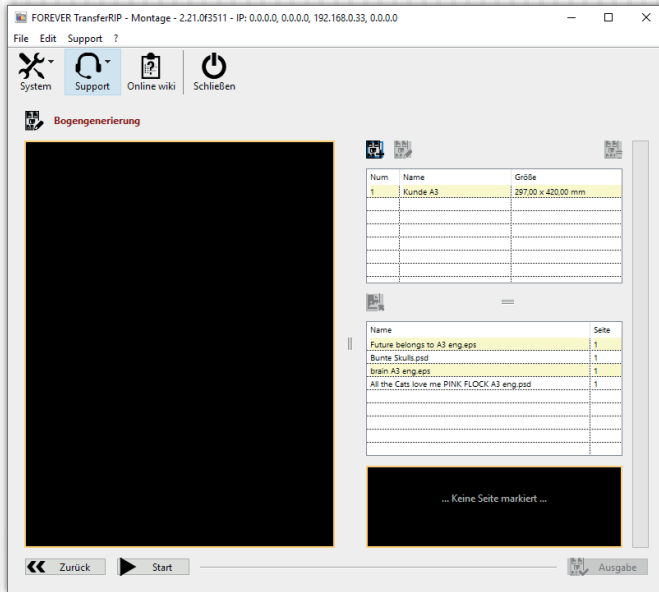 FOREVER TransferRIP - Montage - 2.21.0f3511 - IP: 0.0.0.0, 0.0.0.0, 192.168.0.33, 0.0.0.0
File Edit Support ?
System Support Online wiki Schließen
Bogengenerierung
Num Name Größe
1 Kunde A3 297,00 x 420,00 mm
Name Seite
Future belongs to A3 eng.eps 1
Bunte Skulls.psd 1
brain A3 eng.eps 1
All the Cats love me PINK FLOCK A3 eng.psd 1
... Keine Seite markiert ...
Zurück Start Ausgabe